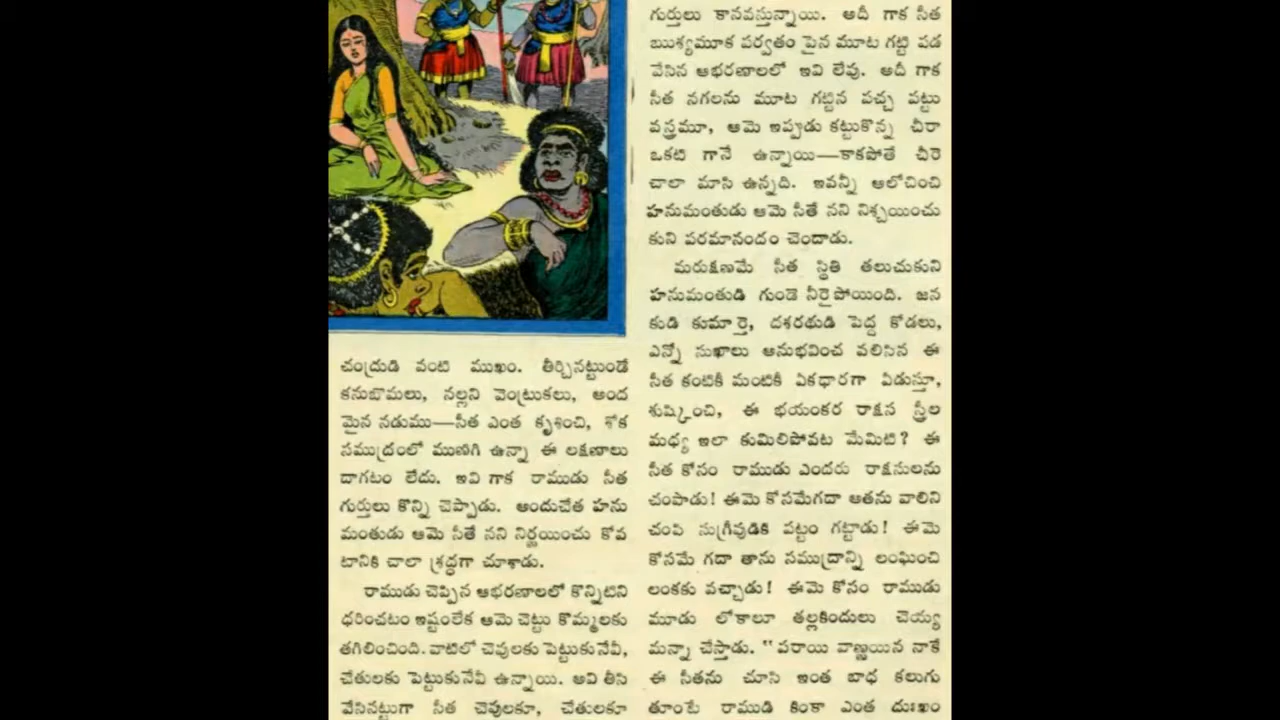 చంద్రుడి వంటి ముఖం. తీర్చినట్టుండే
కనుబొమలు, నల్లని వెంట్రుకలు, అంద
మైన నడుము—సీత ఎంత కృశించి, శోక
సముద్రంలో మునిగి ఉన్నా ఈ లక్షణాలు
దాగటం లేదు. ఇవి గాక రాముడు సీత
గుర్తులు కొన్ని చెప్పాడు. అందుచేత హను
మంతుడు ఆమె సీతే నని నిర్ణయించు కోవ
టానికి చాలా శ్రద్ధగా చూశాడు.
రాముడు చెప్పిన ఆభరణాలలో కొన్నిటిని
ధరించటం ఇష్టంలేక ఆమె చెట్టు కొమ్మలకు
తగిలించింది. వాటిలో చెవులకు పెట్టుకునేవీ,
చేతులకు పెట్టుకునేవీ ఉన్నాయి. అవి తీసి
వేసినట్టుగా సీత చెవులకూ, చేతులకూ
గుర్తులు కానవస్తున్నాయి. అదీ గాక సీత
ఋశ్యమూక పర్వతం పైన మూట గట్టి పడ
వేసిన ఆభరణాలలో ఇవి లేవు. అదీ గాక
సీత నగలను మూట గట్టిన పచ్చ పట్టు
వస్త్రమూ, ఆమె ఇప్పడు కట్టుకొన్న చీరా
ఒకటి గానే ఉన్నాయి—కాకపోతే చీరె
చాలా మాసి ఉన్నది. ఇవన్నీ ఆలోచించి
హనుమంతుడు ఆమె సీతే నని నిశ్చయించు
కుని పరమానందం చెందాడు.
మరుక్షణమే సీత స్థితి తలుచుకుని
హనుమంతుడి గుండె నీరైపోయింది. జన
కుడి కుమార్తె, దశరథుడి పెద్ద కోడలు,
ఎన్నో సుఖాలు అనుభవించ వలిసిన ఈ
సీత కంటికీ మంటికీ ఏకధారగా ఏడుస్తూ,
శుష్కించి, ఈ భయంకర రాక్షస స్త్రీల
మధ్య ఇలా కుమిలిపోవట మేమిటి? ఈ
సీత కోసం రాముడు ఎందరు రాక్షసులను
చంపాడు! ఈమె కోసమేగదా అతను వాలిని
చంపి సుగ్రీవుడికి పట్టం గట్టాడు! ఈమె
కోసమే గదా తాను సముద్రాన్ని లంఘించి
లంకకు వచ్చాడు! ఈమె కోసం రాముడు
మూడు లోకాలూ తల్లకిందులు చెయ్య
మన్నా చేస్తాడు. "పరాయి వాణ్ణయిన నాకే
ఈ సీతను చూసి ఇంత బాధ కలుగు
తూంటే రాముడి కింకా ఎంత దుఃఖం